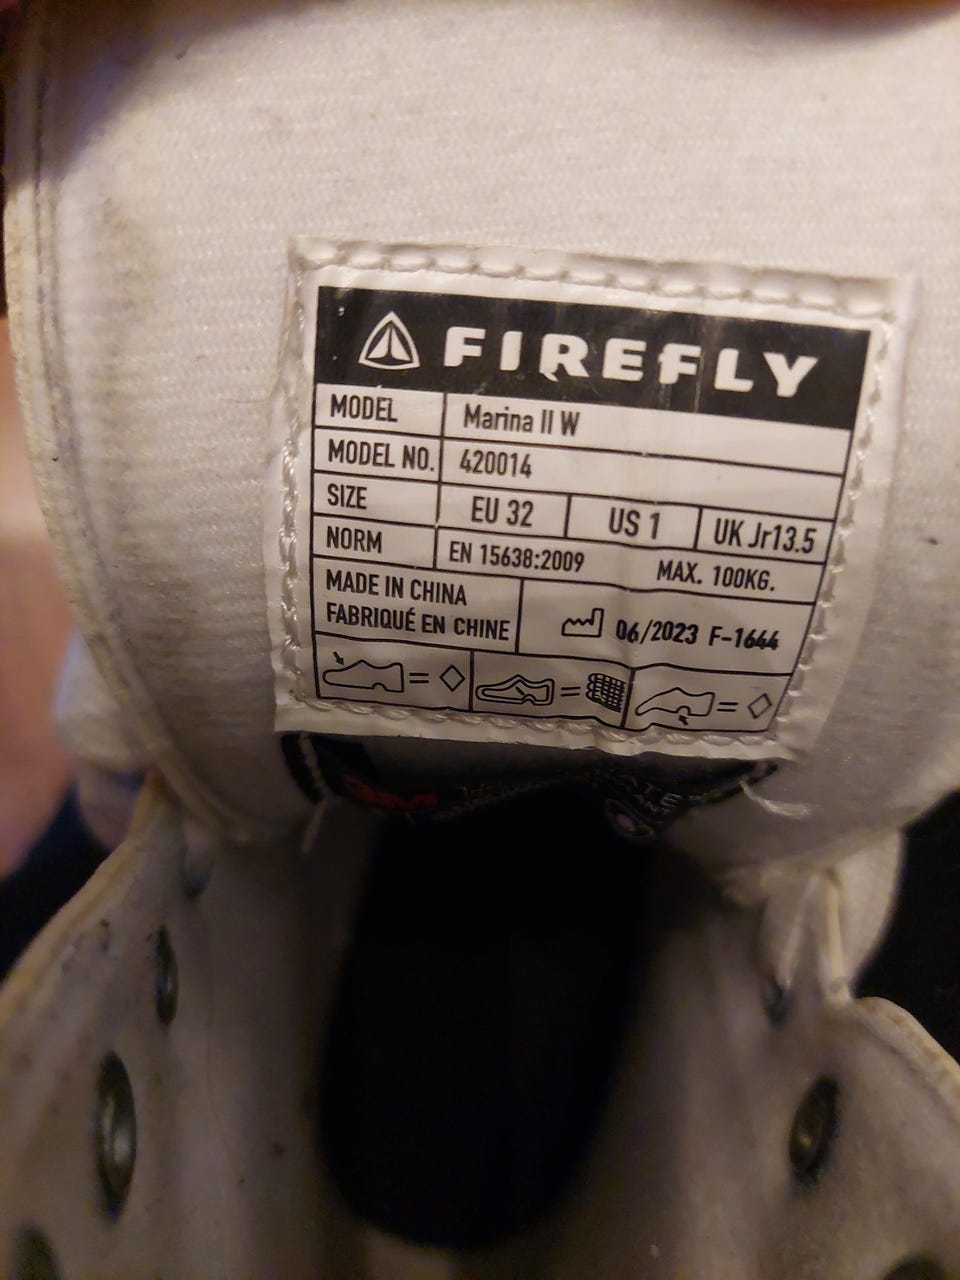 FIREFLY
MODEL Marina II W
MODEL NO. 420014
SIZE EU 32 US 1 UK Jr13.5
NORM EN 15638:2009 MAX. 100KG.
MADE IN CHINA
FABRIQUÉ EN CHINE
06/2023 F-1644
=
=
=
3M